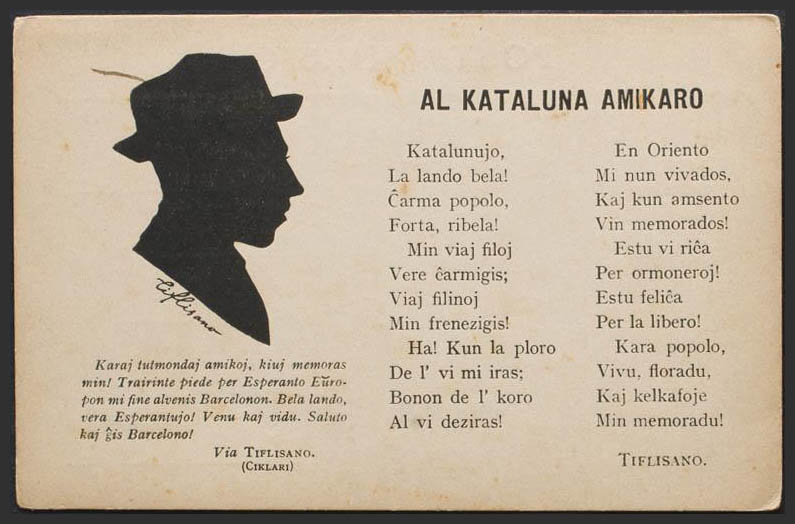 AL KATALUNA AMIKARO
Katalunujo,
La lando bela!
Ĉarma popolo,
Forta, ribela!
Min viaj filoj
Vere ĉarmigis;
Viaj filinoj
Min frenezigis!
Ha! Kun la ploro
De l' vi mi iras;
Bonon de l' koro
Al vi deziras!
En Oriento
Mi nun vivados,
Kaj kun amsento
Vin memorados!
Estu vi riĉa
Per ormoneroj!
Estu feliĉa
Per la libero!
Kara popolo,
Vivu, floradu,
Kaj kelkafoje
Min memoradu!
TIFLISANO.
Tiflisano
Karaj tutmondaj amikoj, kiuj memoras
min! Trairinte piede per Esperanto Eŭro-
pon mi fine alvenis Barcelonon. Bela lando,
vera Esperantujo! Venu kaj vidu. Saluto
kaj ĝis Barcelono!
Via TIFLISANO.
(CIKLARI)